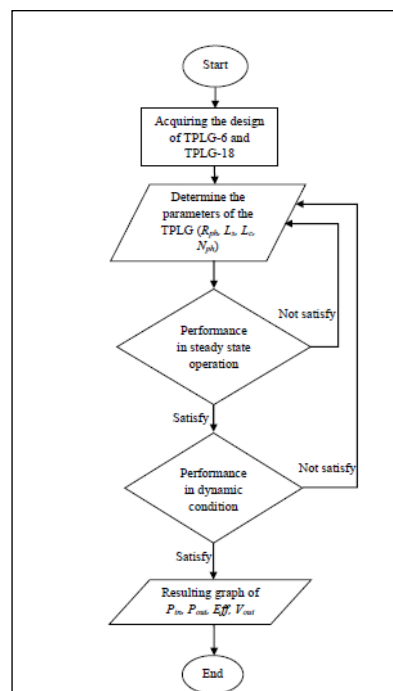 Start
Acquiring the design
of TPLG-6 and
TPLG-18
Determine the
parameters of the
TPLG (Rph, Ls, Lc,
Nph)
Not satisfy
Performance
in steady state
operation
Satisfy
Performance
in dynamic
condition
Not satisfy
Satisfy
Resulting graph of
Pin, Pout, Eff, Vout
End